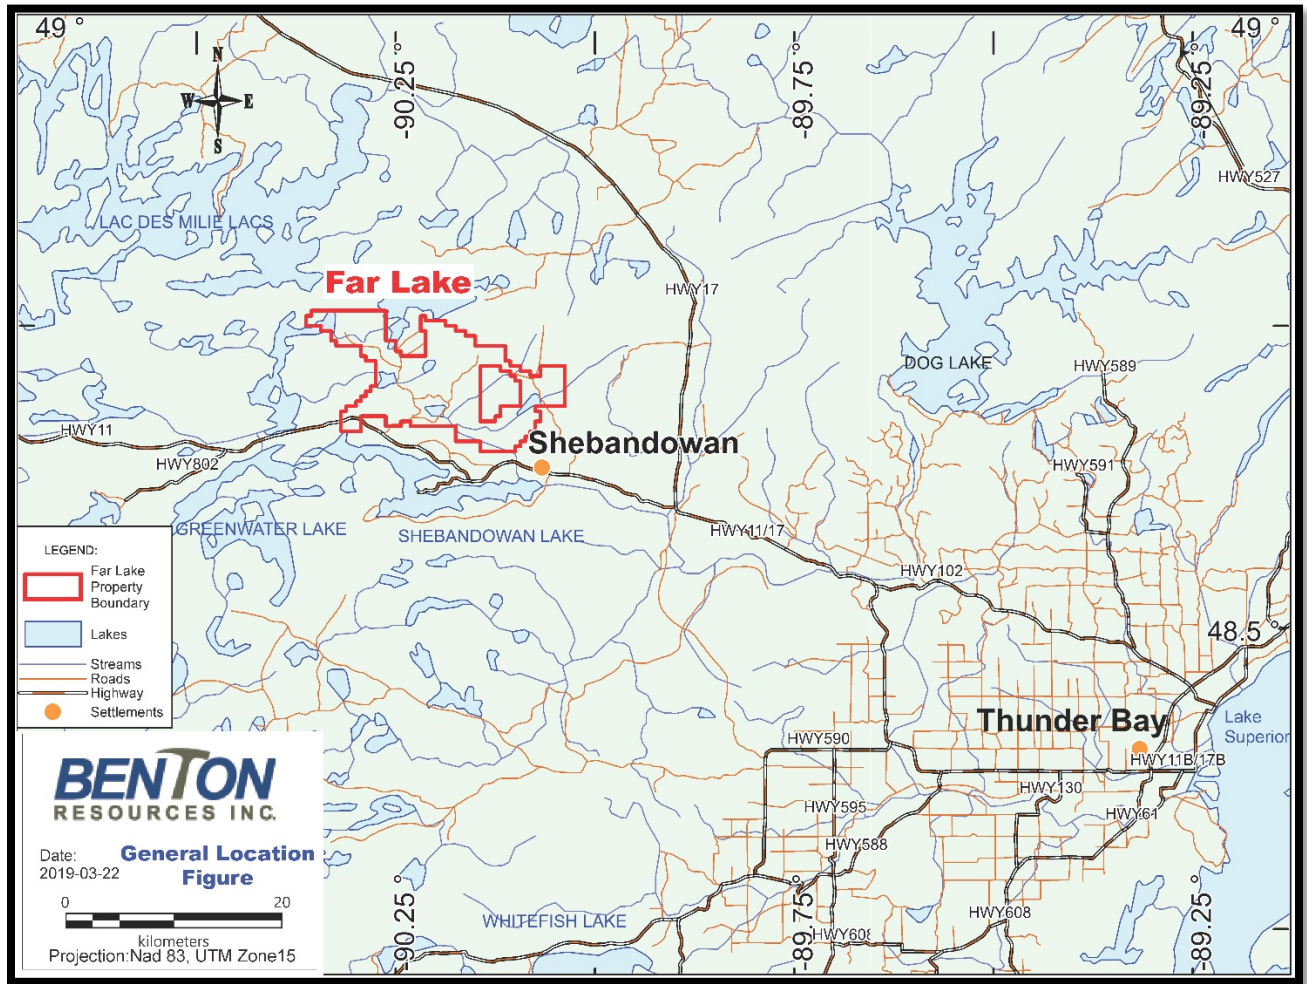 49 °
49 °
-90.25 °
-89.75 °
-89.25 °
N
W E
S
HWY527
LAC DES MILIE LACS
Far Lake
HWY17
DOG LAKE
HWY589
HWY11
Shebandowan
HWY802
HWY591
GREENWATER LAKE
SHEBANDOWAN LAKE
HWY11/17
HWY102
LEGEND:
Far Lake
Property
Boundary
Lakes
Streams
Roads
Highway
Settlements
48.5 °
Thunder Bay
Lake
Superior
HWY590
HWY11B/17B
HWY130
HWY595
HWY61
HWY588
BENTON
RESOURCES INC.
Date:
2019-03-22
General Location
Figure
0 20
kilometers
Projection:Nad 83, UTM Zone15
WHITEFISH LAKE
HWY608
HWY608
-90.25 °
-89.75 °
-89.25 °